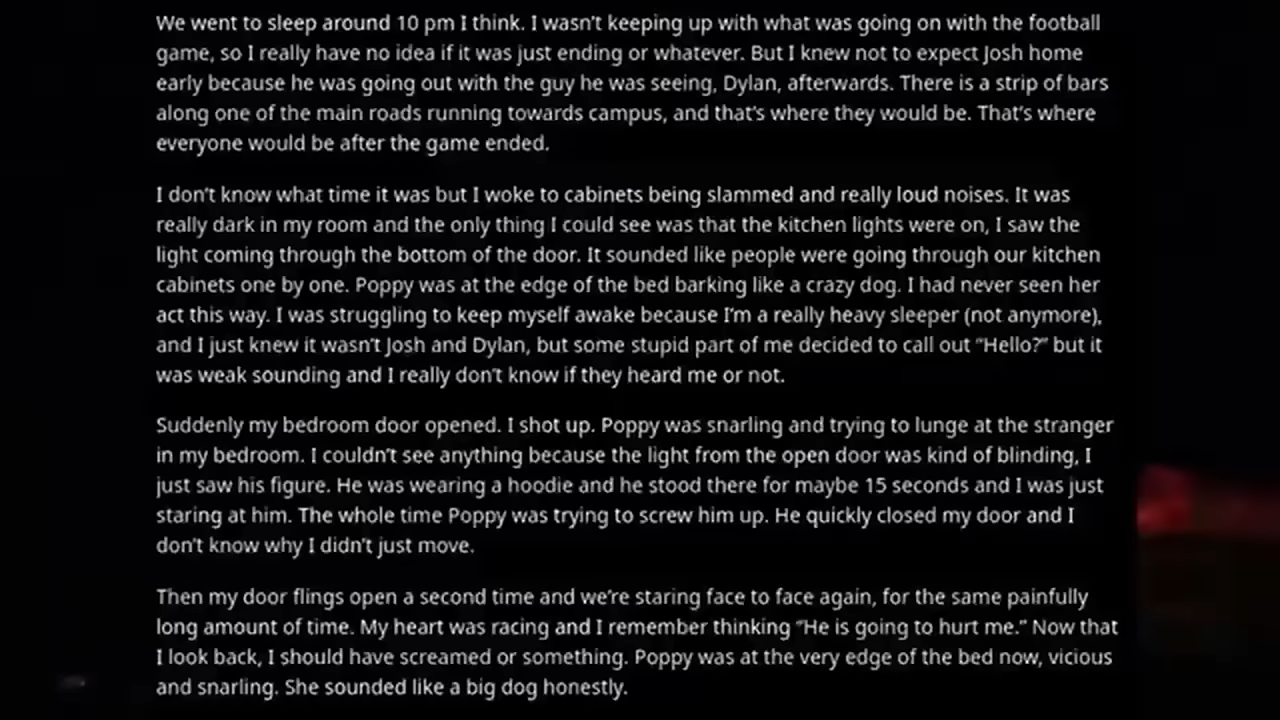 We went to sleep around 10 pm I think. I wasn’t keeping up with what was going on with the football
game, so I really have no idea if it was just ending or whatever. But I knew not to expect Josh home
early because he was going out with the guy he was seeing, Dylan, afterwards. There is a strip of bars
along one of the main roads running towards campus, and that’s where they would be. That’s where
everyone would be after the game ended.
I don’t know what time it was but I woke to cabinets being slammed and really loud noises. It was
really dark in my room and the only thing I could see was that the kitchen lights were on, I saw the
light coming through the bottom of the door. It sounded like people were going through our kitchen
cabinets one by one. Poppy was at the edge of the bed barking like a crazy dog. I had never seen her
act this way. I was struggling to keep myself awake because I’m a really heavy sleeper (not anymore),
and I just knew it wasn’t Josh and Dylan, but some stupid part of me decided to call out “Hello?” but it
was weak sounding and I really don’t know if they heard me or not.
Suddenly my bedroom door opened. I shot up. Poppy was snarling and trying to lunge at the stranger
in my bedroom. I couldn’t see anything because the light from the open door was kind of blinding, I
just saw his figure. He was wearing a hoodie and he stood there for maybe 15 seconds and I was just
staring at him. The whole time Poppy was trying to screw him up. He quickly closed my door and I
don’t know why I didn’t just move.
Then my door flings open a second time and we’re staring face to face again, for the same painfully
long amount of time. My heart was racing and I remember thinking “He is going to hurt me.” Now that
I look back, I should have screamed or something. Poppy was at the very edge of the bed now, vicious
and snarling. She sounded like a big dog honestly.